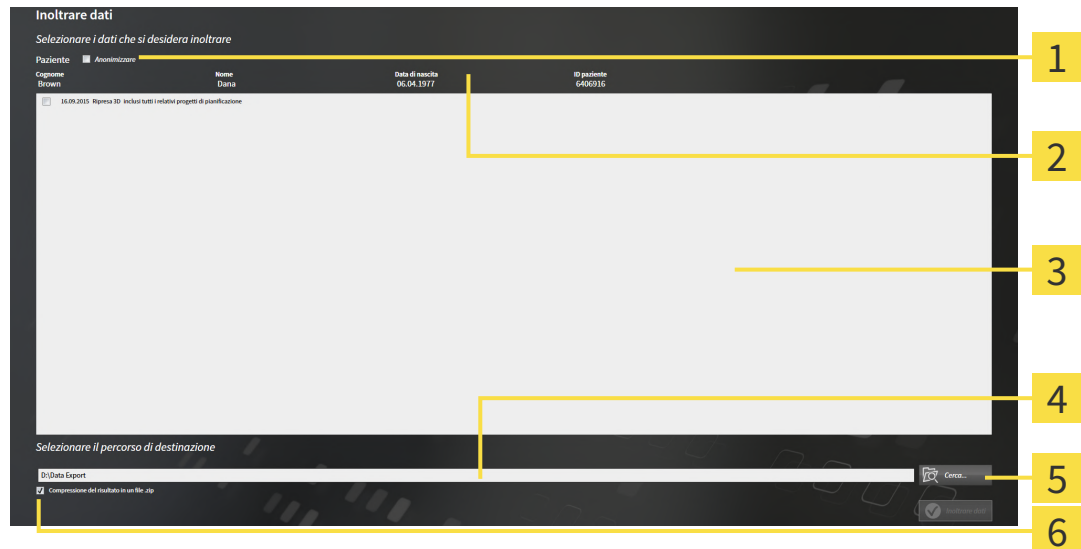 Inoltrare dati
Selezionare i dati che si desidera inoltrare
Paziente Anonimizzare
Cognome Nome Data di nascita ID paziente
Brown Dana 06.04.1977 6406916
16.09.2015 Ripresa 3D inclusi tutti i relativi progetti di pianificazione
Selezionare il percorso di destinazione
D:\Data Export
Cerca...
Compressione del risultato in un file .zip
Inoltrare dati
1
2
3
4
5
6